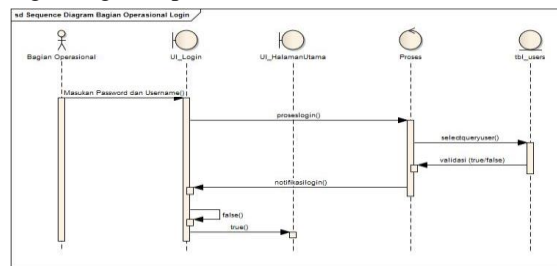 sd Sequence Diagram Bagian Operasional Login
Bagian Operasional
UI_Login
UI_HalamanUtama
Proses
tbl_users
Masukan Password dan Username()
proseslogin()
selectqueryuser()
validasi (true/false)
notifikasilogin()
false()
true()